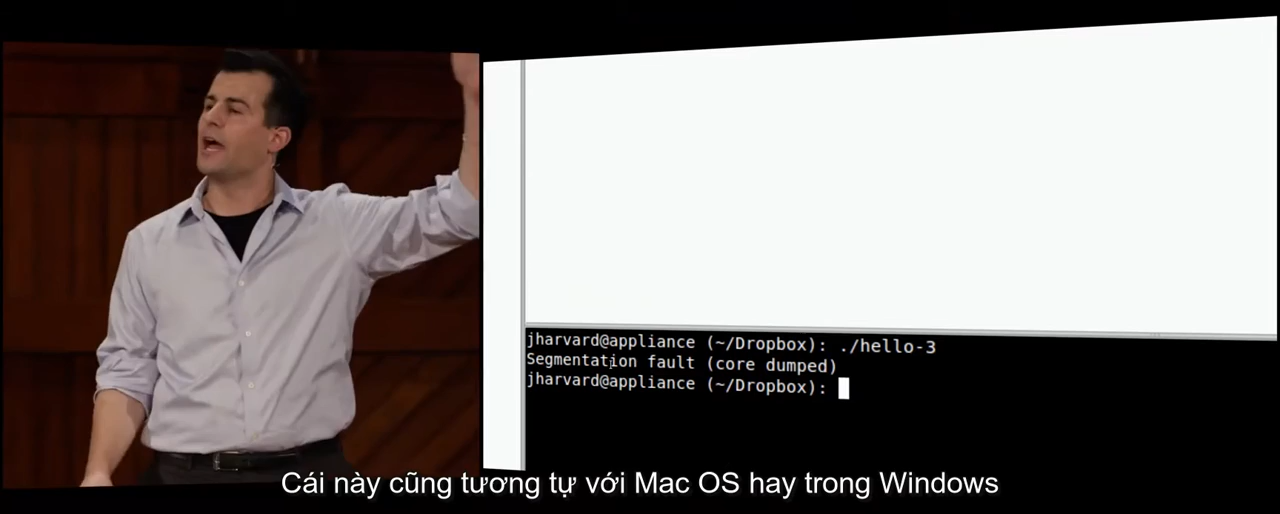 jharvard@appliance (~/Dropbox): ./hello-3
Segmentation fault (core dumped)
jharvard@appliance (~/Dropbox):
Cái này cũng tương tự với Mac OS hay trong Windows